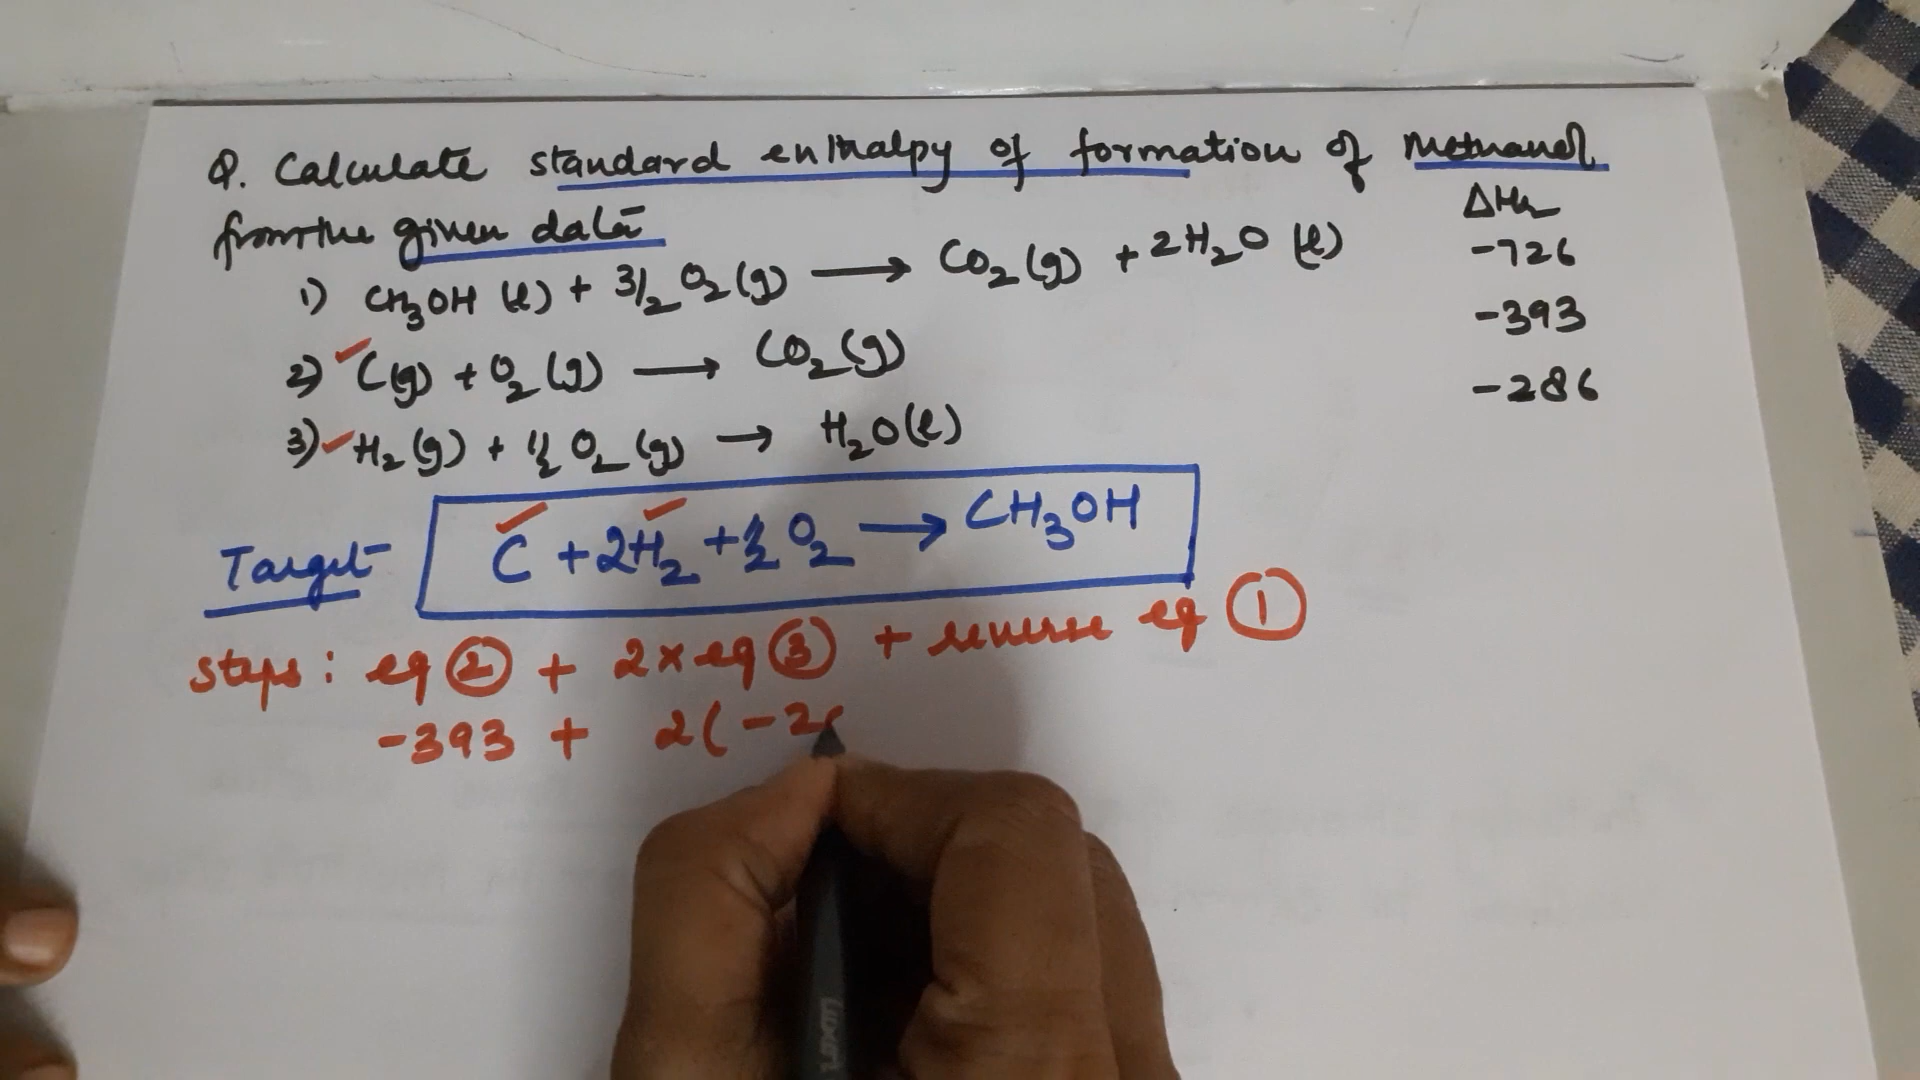 Q. Calculate standard enthalpy of formation of Methanol
from the given data
ΔHr
1) CH₃OH (l) + 3/2 O₂ (g) → CO₂ (g) + 2H₂O (l) -726
2) C(g) + O₂ (g) → CO₂ (g) -393
3) H₂ (g) + 1/2 O₂ (g) → H₂O(l) -286
Target C + 2H₂ + 1/2 O₂ → CH₃OH
Steps: eq ② + 2 x eq ③ + reverse eq ①
-393 + 2(-2